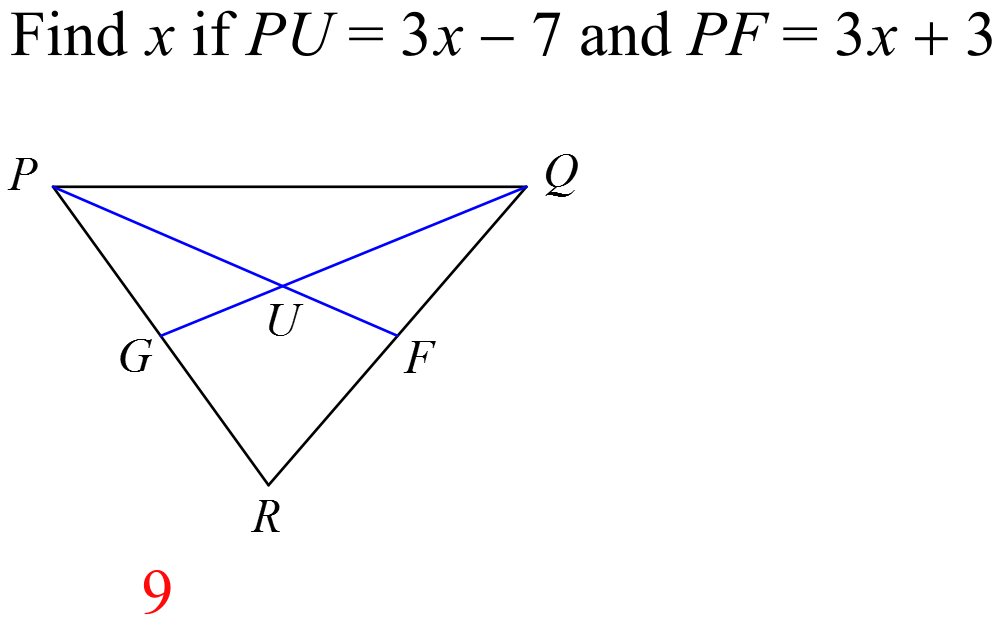 Find x if PU = 3x – 7 and PF = 3x + 3
P
Q
U
G
F
R
9